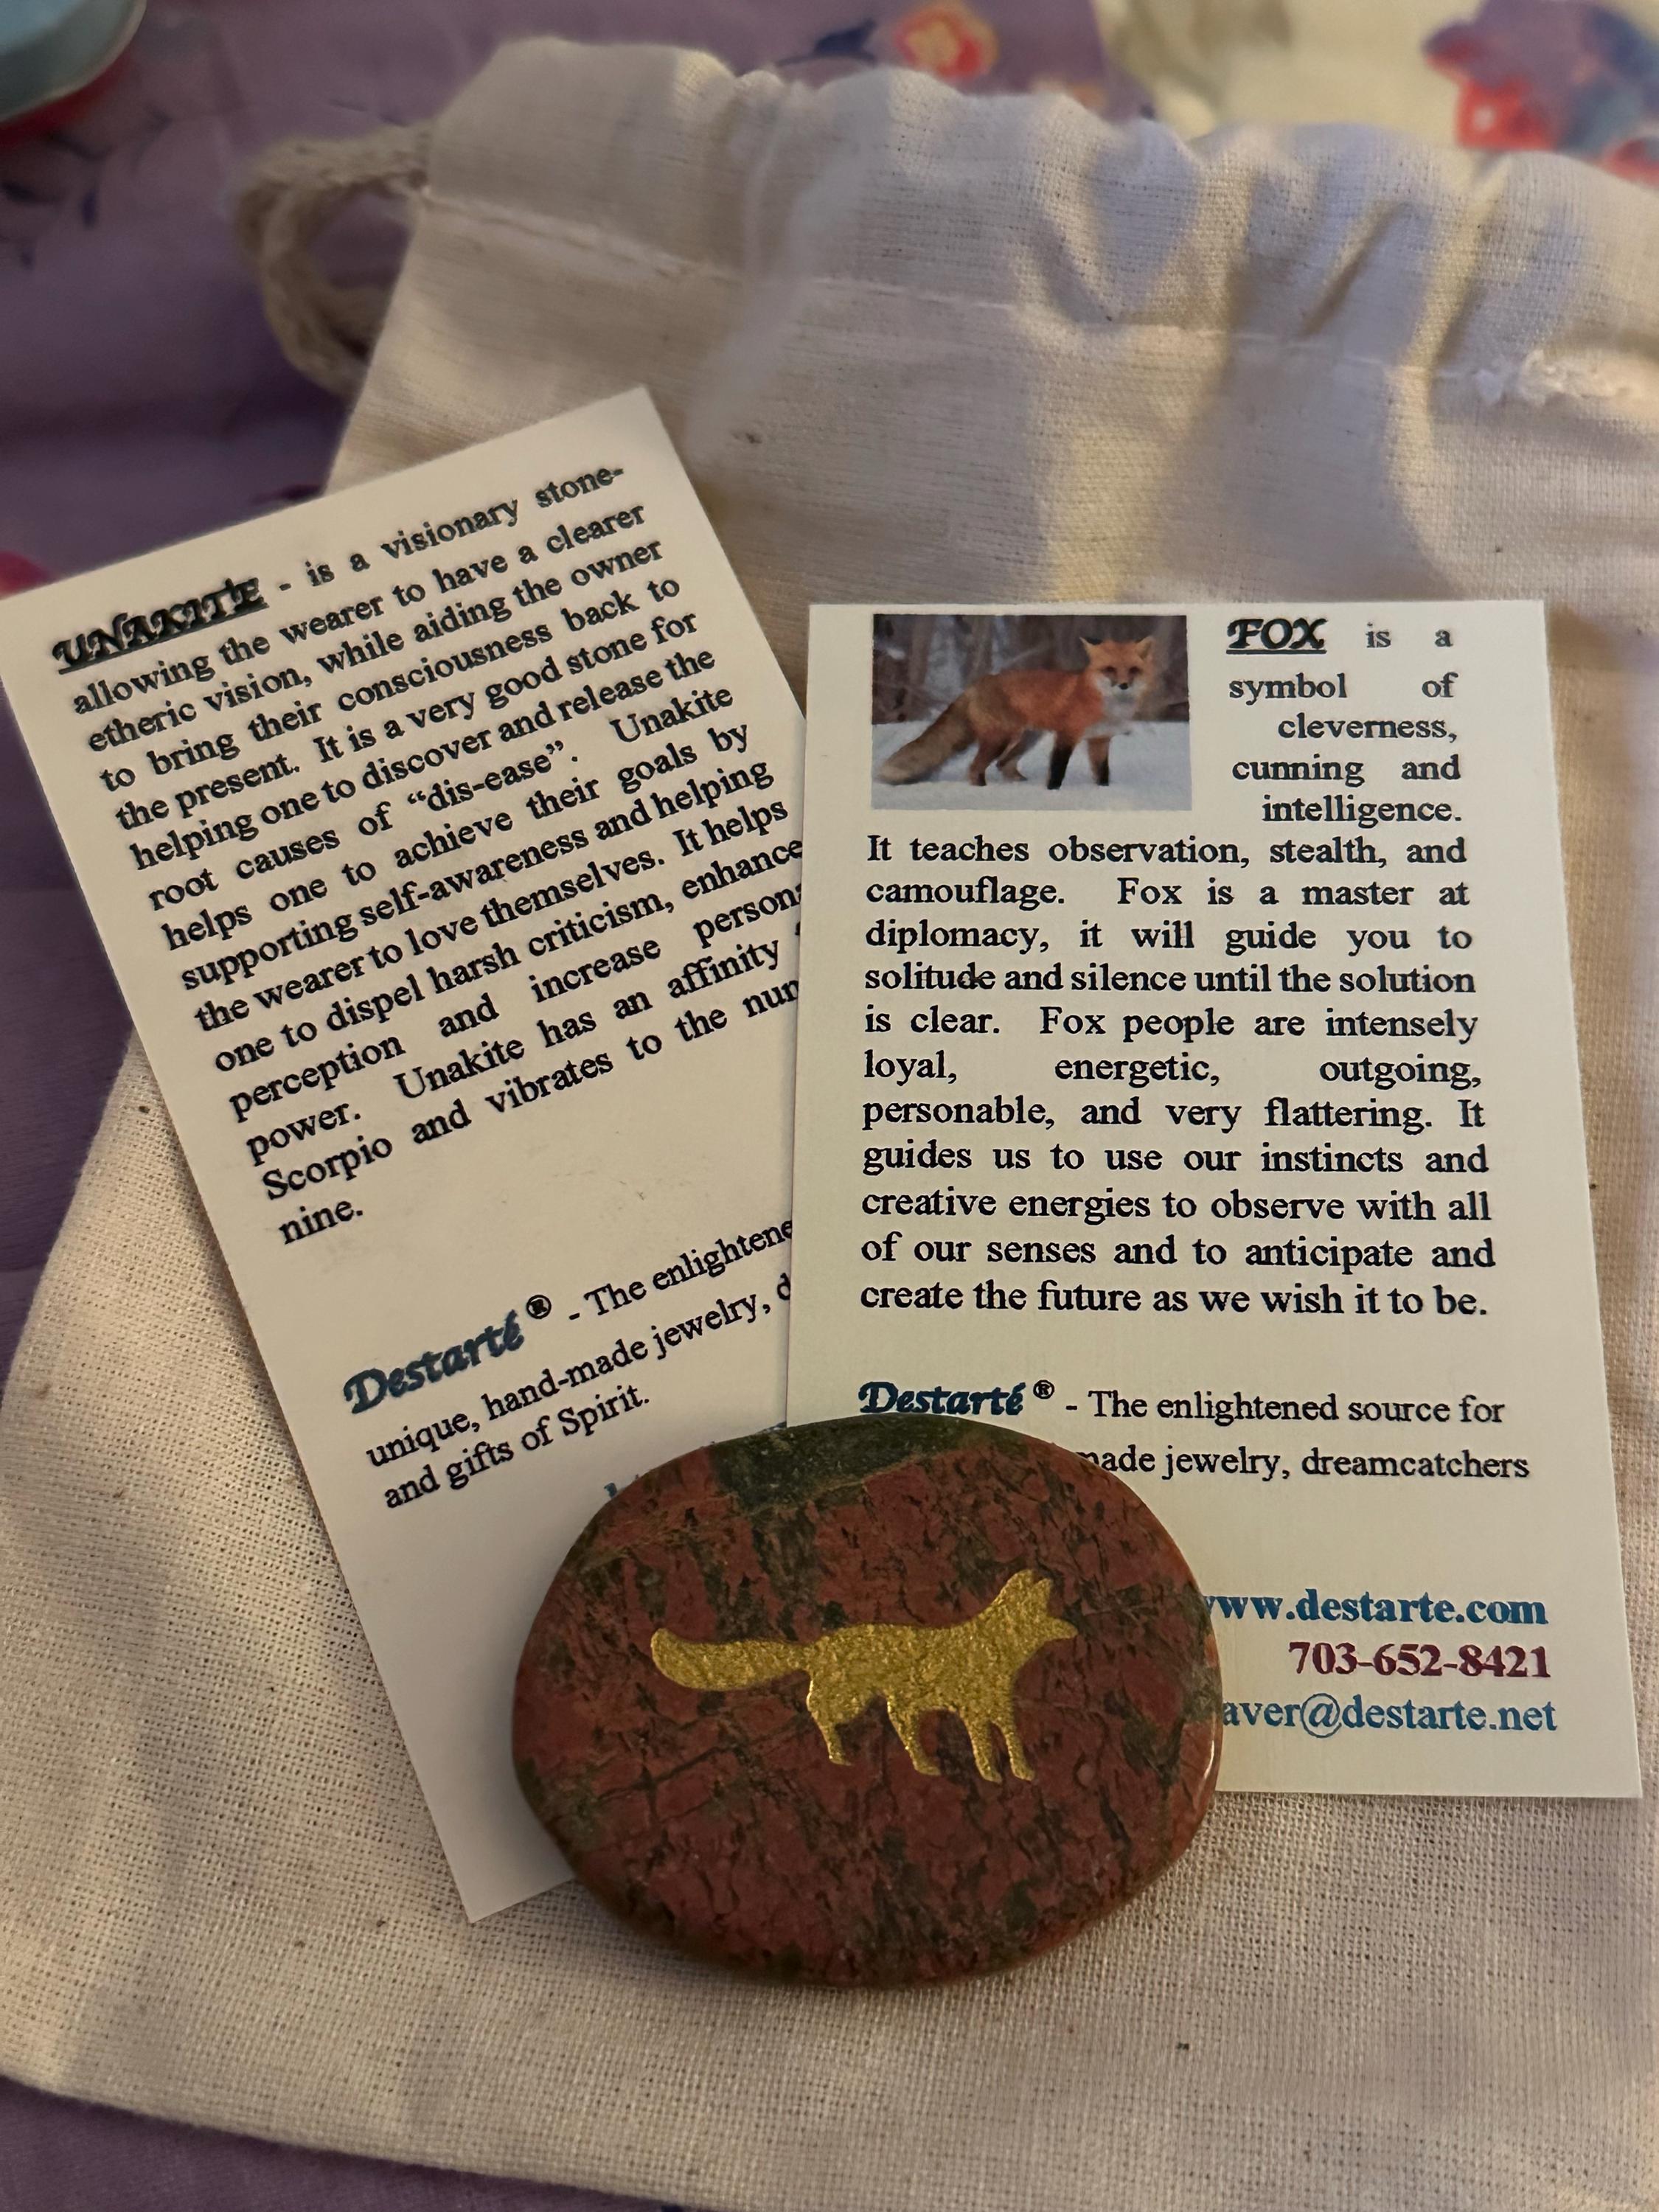 UNAKITE - is a visionary stone-
allowing the wearer to have a clearer
etheric vision, while aiding the owner
to bring their consciousness back to
the present. It is a very good stone for
helping one to discover and release the
root causes of “dis-ease”. Unakite
helps one to achieve their goals by
supporting self-awareness and helping
the wearer to love themselves. It helps
one to dispel harsh criticism, enhance
perception and increase
power. Unakite has an affinity
Scorpio and vibrates to the
nine.
Destarté® - The
unique, hand-made jewelry,
and gifts of Spirit.
FOX is a
symbol of
cleverness,
cunning and
intelligence.
It teaches observation, stealth, and
camouflage. Fox is a master at
diplomacy, it will guide you to
solitude and silence until the solution
is clear. Fox people are intensely
loyal, energetic, outgoing,
personable, and very flattering. It
guides us to use our instincts and
creative energies to observe with all
of our senses and to anticipate and
create the future as we wish it to be.
Destarté® - The enlightened source for
made jewelry, dreamcatchers
www.destarte.com
703-652-8421
aver@destarte.net